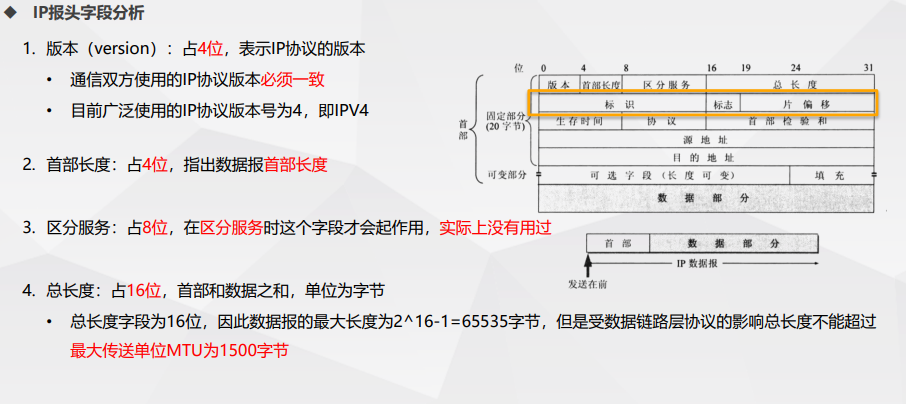 ◆ IP报头字段分析
1. 版本（version）：占4位，表示IP协议的版本
• 通信双方使用的IP协议版本必须一致
• 目前广泛使用的IP协议版本号为4，即IPV4
2. 首部长度：占4位，指出数据报首部长度
3. 区分服务：占8位，在区分服务时这个字段才会起作用，实际上没有用过
4. 总长度：占16位，首部和数据之和，单位为字节
• 总长度字段为16位，因此数据报的最大长度为2^16-1=65535字节，但是受数据链路层协议的影响总长度不能超过
最大传送单位MTU为1500字节
位 0 4 8 16 19 24 31
版本 首部长度 区分服务 总长度
标识 标志 片偏移
生存时间 协议 首部检验和
源地址
目的地址
可选字段（长度可变） 填充
数据部分
首部
固定部分
(20字节)
可变部分
首部 数据部分
IP 数据报
发送在前